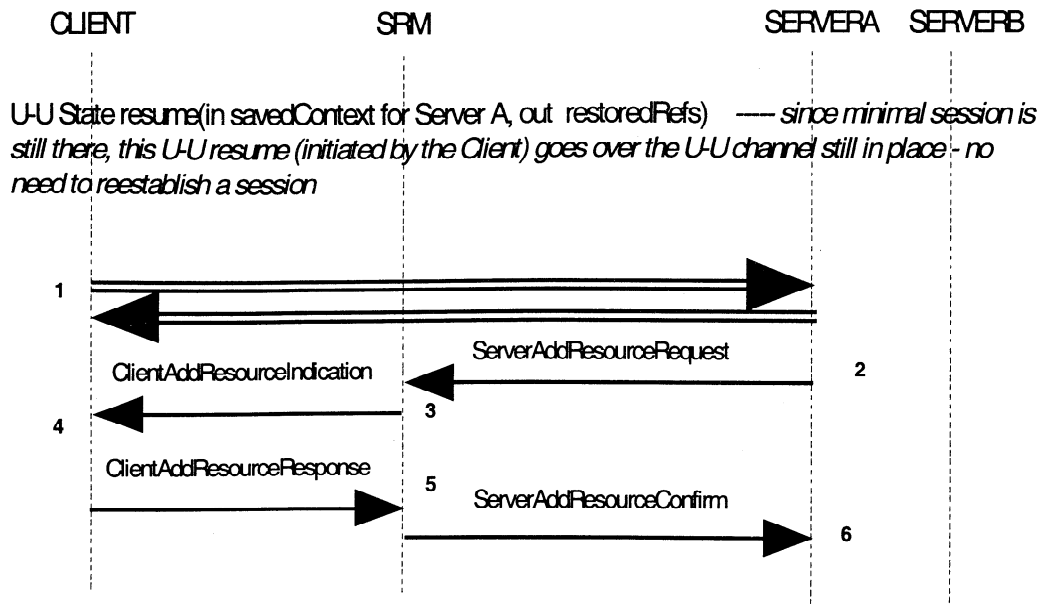 CLIENT SRM SERVERA SERVERB
U-U State resume(in savedContext for Server A, out restoredRefs) ---- since minimal session is
still there, this U-U resume (initiated by the Client) goes over the U-U channel still in place - no
need to reestablish a session
1
ServerAddResourceRequest
2
ClientAddResourceIndication
3
4
ClientAddResourceResponse
5
ServerAddResourceConfirm
6